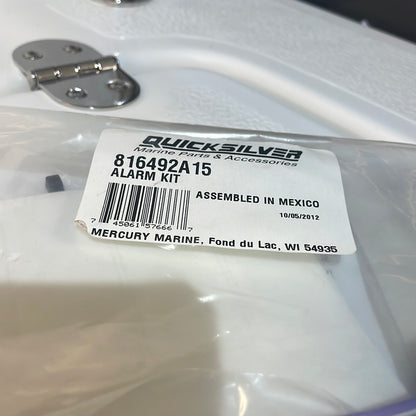 QUICKSILVER
Marine Parts & Accessories
816492A15
ALARM KIT
ASSEMBLED IN MEXICO
10/05/2012
7 45061 57666 7
MERCURY MARINE, Fond du Lac, WI 54935